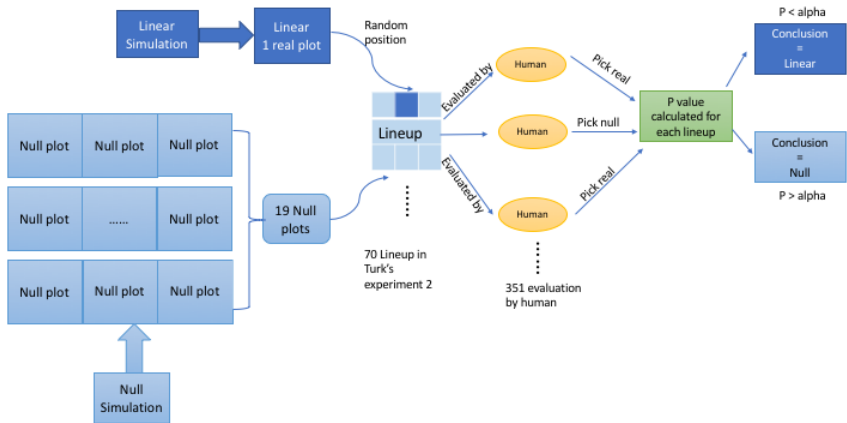 Linear
Simulation
Linear
1 real plot
Random
position
P < alpha
Conclusion
=
Linear
Human
Evaluated by
Pick real
Null plot
Null plot
Null plot
Lineup
Human
Pick null
P value
calculated for
each lineup
Conclusion
=
Null
P > alpha
Evaluated by
Pick real
Human
Null plot
......
Null plot
19 Null
plots
Null plot
Null plot
Null plot
70 Lineup in
Turk's
experiment 2
351 evaluation
by human
Null
Simulation